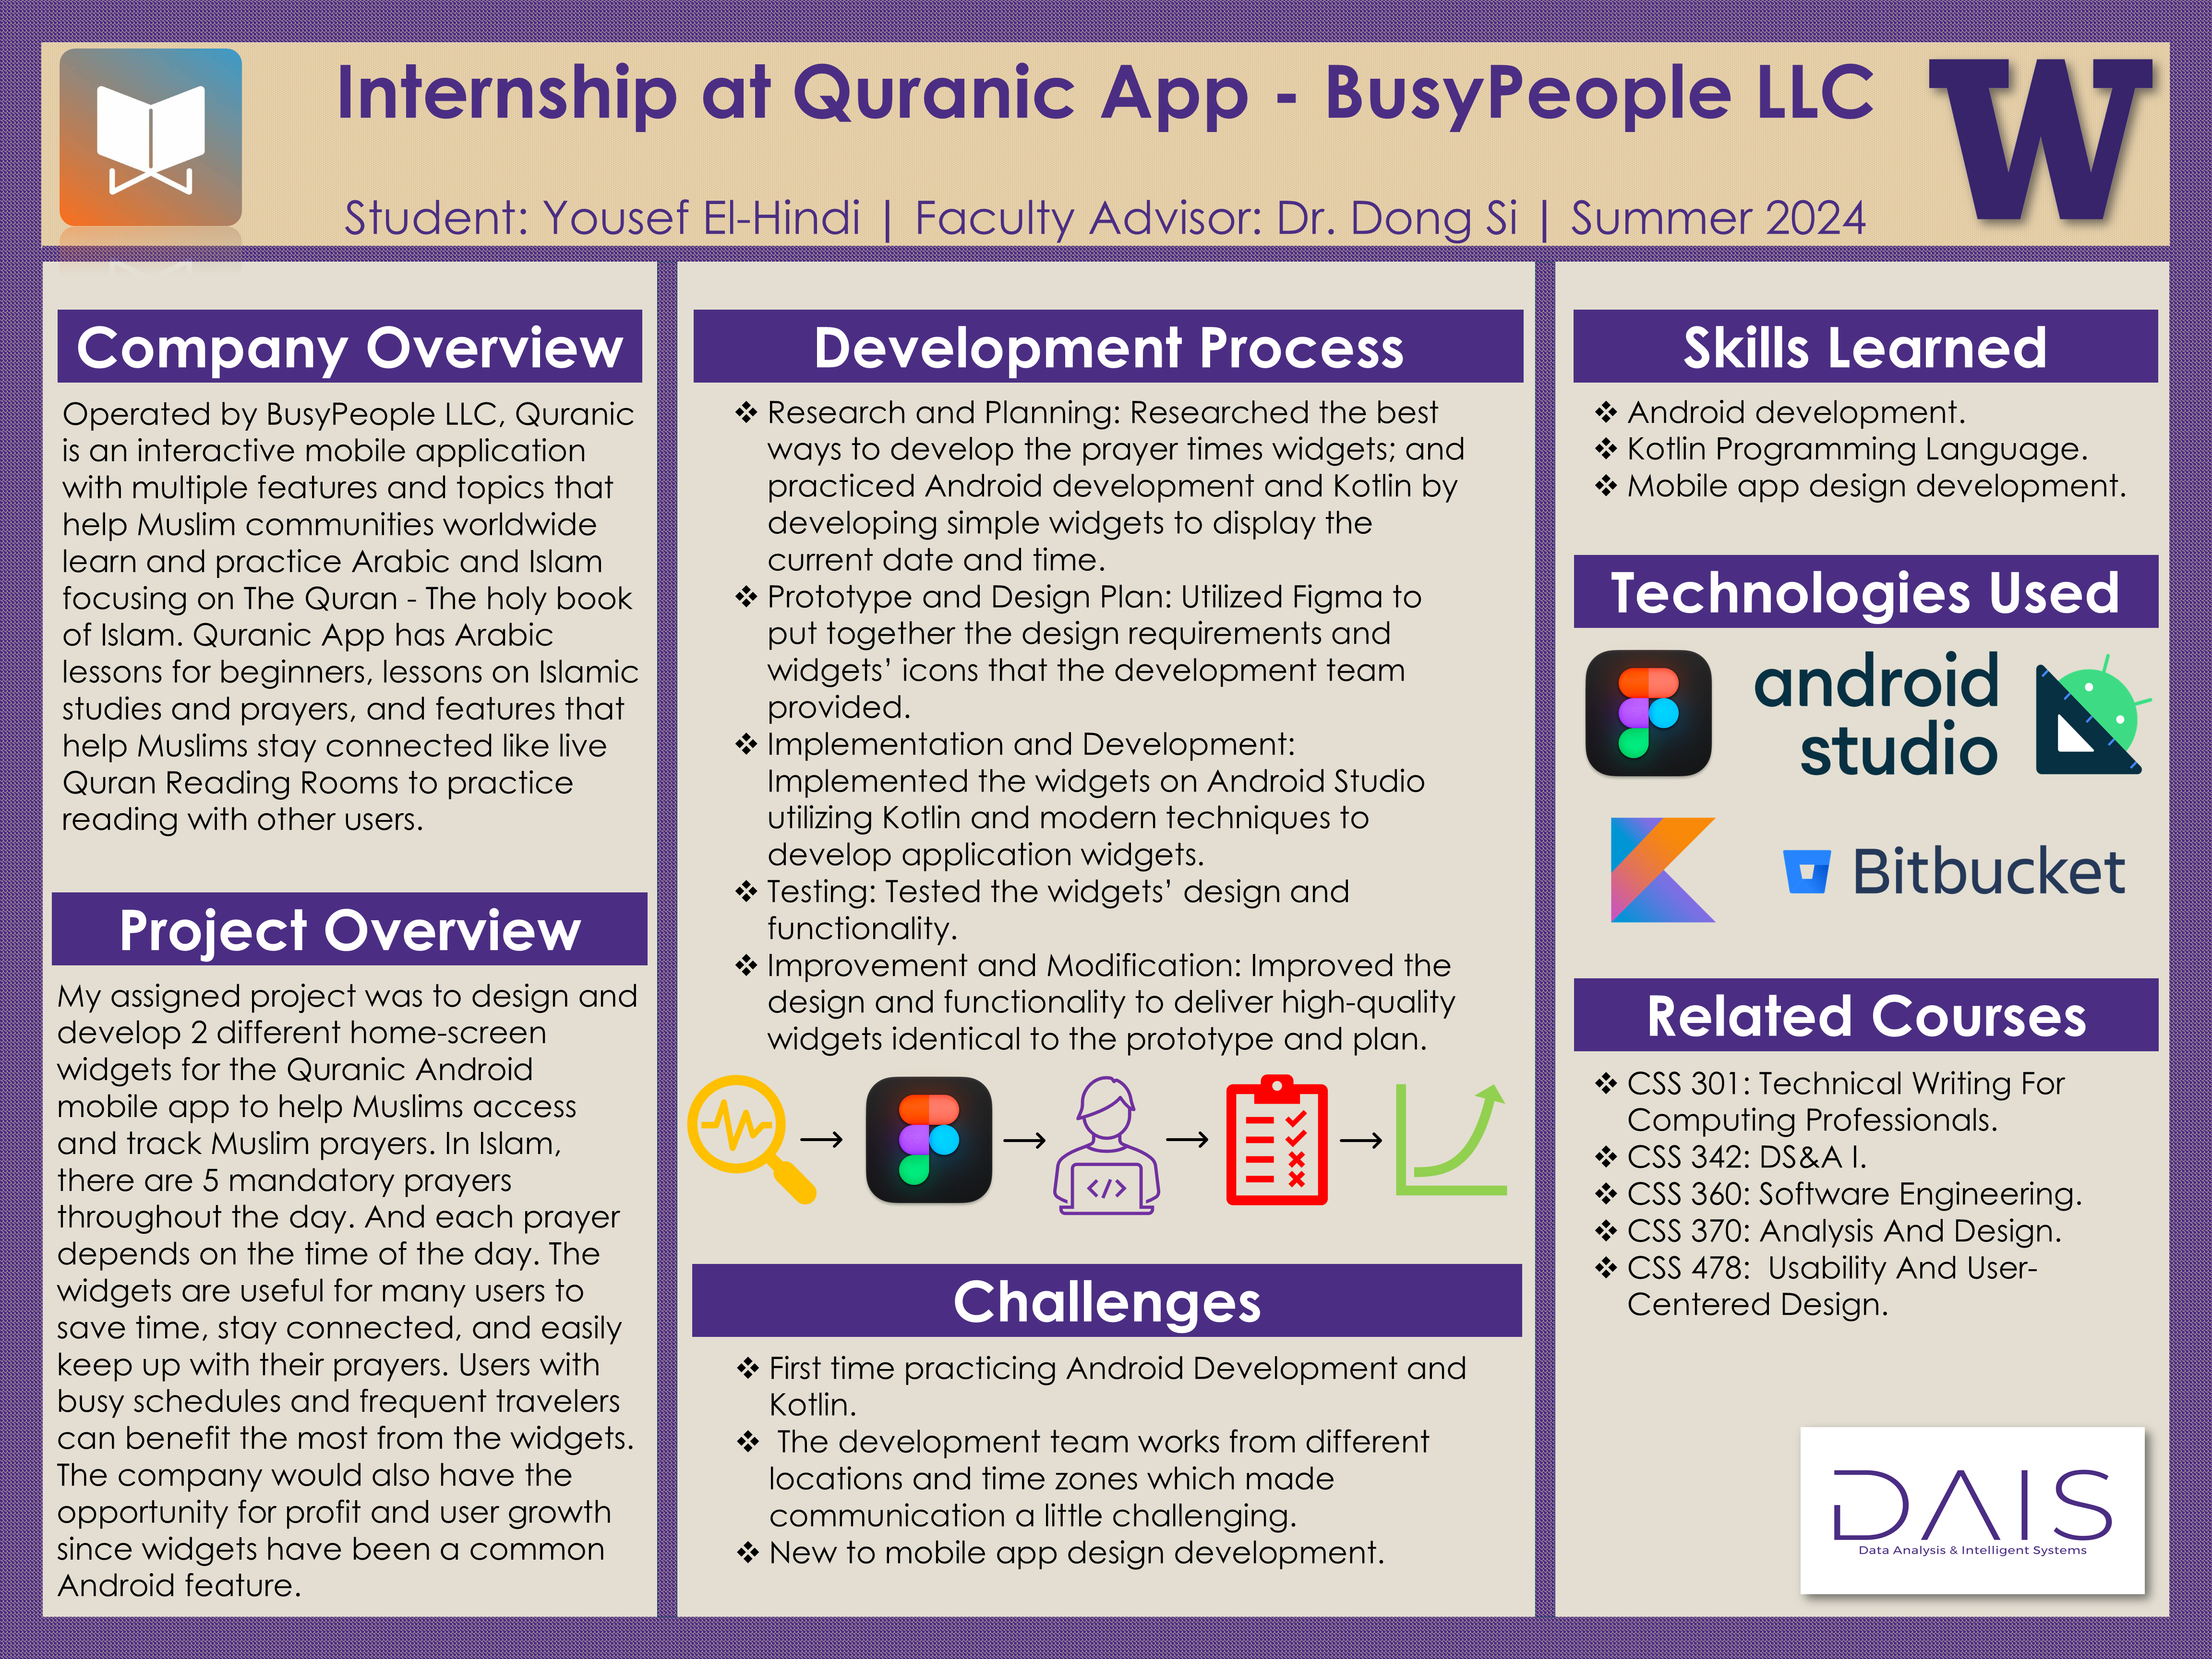 Internship at Quranic App - BusyPeople LLC
Student: Yousef El-Hindi | Faculty Advisor: Dr. Dong Si | Summer 2024
W
Company Overview
Operated by BusyPeople LLC, Quranic
is an interactive mobile application
with multiple features and topics that
help Muslim communities worldwide
learn and practice Arabic and Islam
focusing on The Quran - The holy book
of Islam. Quranic App has Arabic
lessons for beginners, lessons on Islamic
studies and prayers, and features that
help Muslims stay connected like live
Quran Reading Rooms to practice
reading with other users.
Project Overview
My assigned project was to design and
develop 2 different home-screen
widgets for the Quranic Android
mobile app to help Muslims access
and track Muslim prayers. In Islam,
there are 5 mandatory prayers
throughout the day. And each prayer
depends on the time of the day. The
widgets are useful for many users to
save time, stay connected, and easily
keep up with their prayers. Users with
busy schedules and frequent travelers
can benefit the most from the widgets.
The company would also have the
opportunity for profit and user growth
since widgets have been a common
Android feature.
Development Process
❖ Research and Planning: Researched the best
ways to develop the prayer times widgets; and
practiced Android development and Kotlin by
developing simple widgets to display the
current date and time.
❖ Prototype and Design Plan: Utilized Figma to
put together the design requirements and
widgets’ icons that the development team
provided.
❖ Implementation and Development:
Implemented the widgets on Android Studio
utilizing Kotlin and modern techniques to
develop application widgets.
❖ Testing: Tested the widgets’ design and
functionality.
❖ Improvement and Modification: Improved the
design and functionality to deliver high-quality
widgets identical to the prototype and plan.
</>
Challenges
❖ First time practicing Android Development and
Kotlin.
❖ The development team works from different
locations and time zones which made
communication a little challenging.
❖ New to mobile app design development.
Skills Learned
❖ Android development.
❖ Kotlin Programming Language.
❖ Mobile app design development.
Technologies Used
android
studio
Bitbucket
Related Courses
❖ CSS 301: Technical Writing For
Computing Professionals.
❖ CSS 342: DS&A I.
❖ CSS 360: Software Engineering.
❖ CSS 370: Analysis And Design.
❖ CSS 478:  Usability And User-
Centered Design.
DAIS
Data Analysis & Intelligent Systems